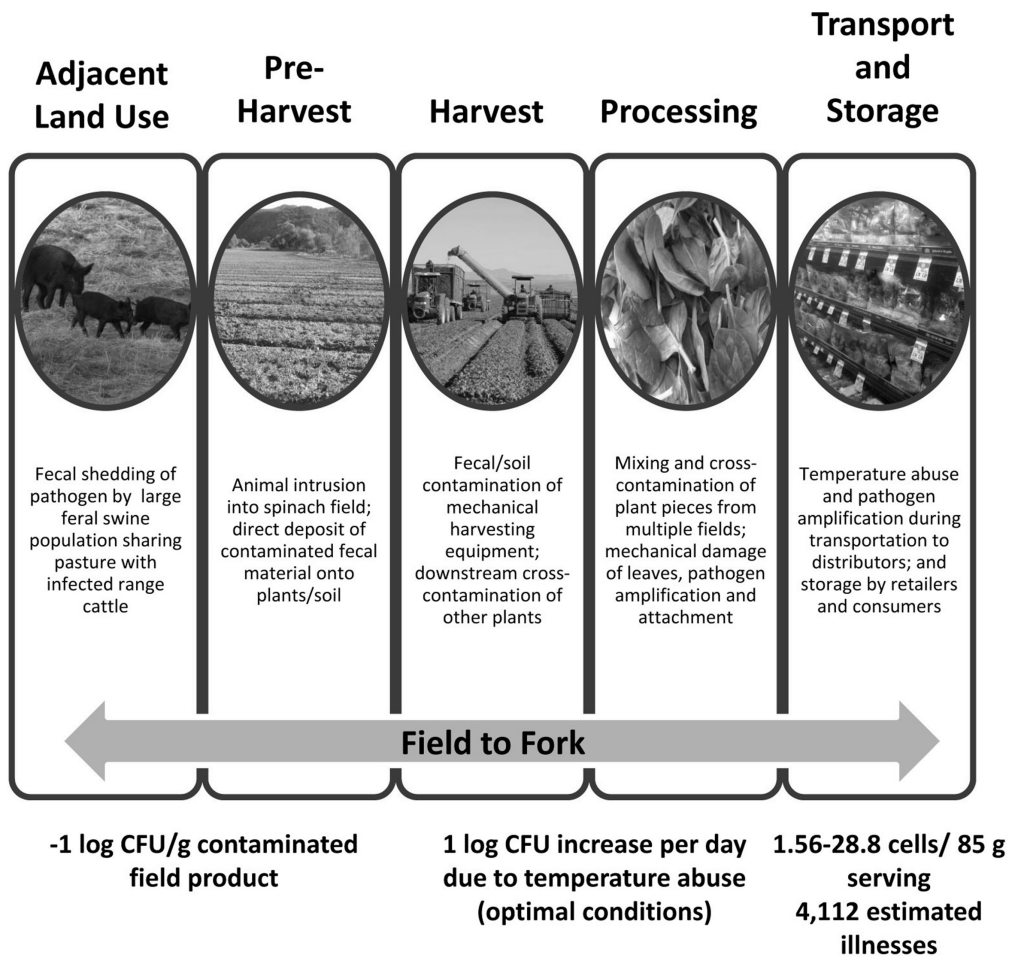 Adjacent
Land Use
Pre-
Harvest
Harvest
Processing
Transport
and
Storage
Fecal shedding of
pathogen by large
feral swine
population sharing
pasture with
infected range
cattle
Animal intrusion
into spinach field;
direct deposit of
contaminated fecal
material onto
plants/soil
Fecal/soil
contamination of
mechanical
harvesting
equipment;
downstream cross-
contamination of
other plants
Mixing and cross-
contamination of
plant pieces from
multiple fields;
mechanical damage
of leaves, pathogen
amplification and
attachment
Temperature abuse
and pathogen
amplification during
transportation to
distributors; and
storage by retailers
and consumers
Field to Fork
-1 log CFU/g contaminated
field product
1 log CFU increase per day
due to temperature abuse
(optimal conditions)
1.56-28.8 cells/ 85 g
serving
4,112 estimated
illnesses